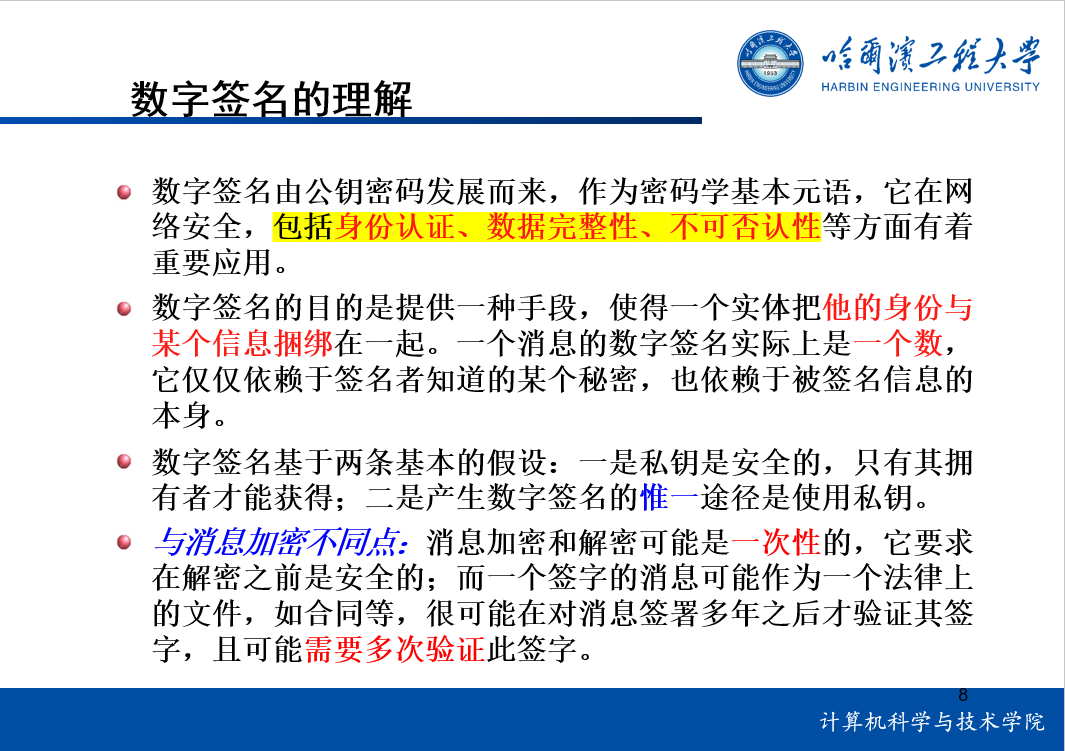 哈尔滨工程大学
1953
HARBIN ENGINEERING UNIVERSITY
数字签名的理解
数字签名由公钥密码发展而来，作为密码学基本元语，它在网
络安全，包括身份认证、数据完整性、不可否认性等方面有着
重要应用。
数字签名的目的是提供一种手段，使得一个实体把他的身份与
某个信息捆绑在一起。一个消息的数字签名实际上是一个数，
它仅仅依赖于签名者知道的某个秘密，也依赖于被签名信息的
本身。
数字签名基于两条基本的假设：一是私钥是安全的，只有其拥
有者才能获得；二是产生数字签名的惟一途径是使用私钥。
与消息加密不同点：消息加密和解密可能是一次性的，它要求
在解密之前是安全的；而一个签字的消息可能作为一个法律上
的文件，如合同等，很可能在对消息签署多年之后才验证其签
字，且可能需要多次验证此签字。
8
计算机科学与技术学院